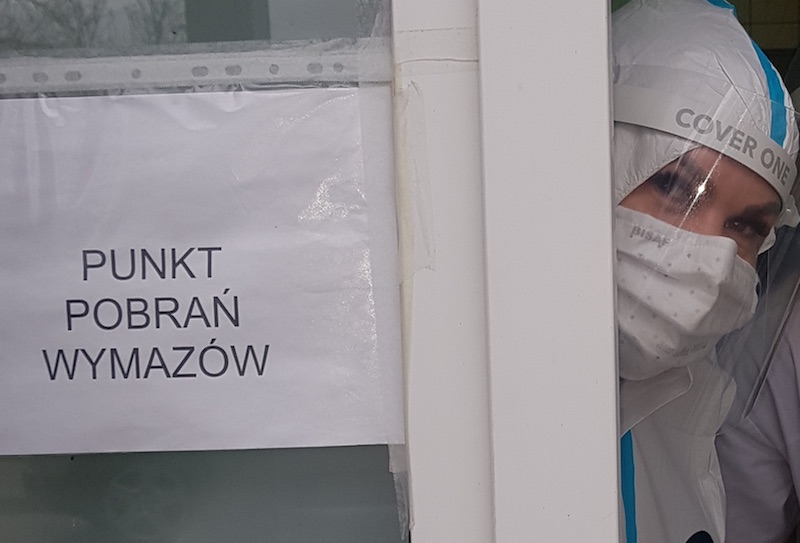 PUNKT
POBRAŃ
WYMAZÓW
COVER ONE